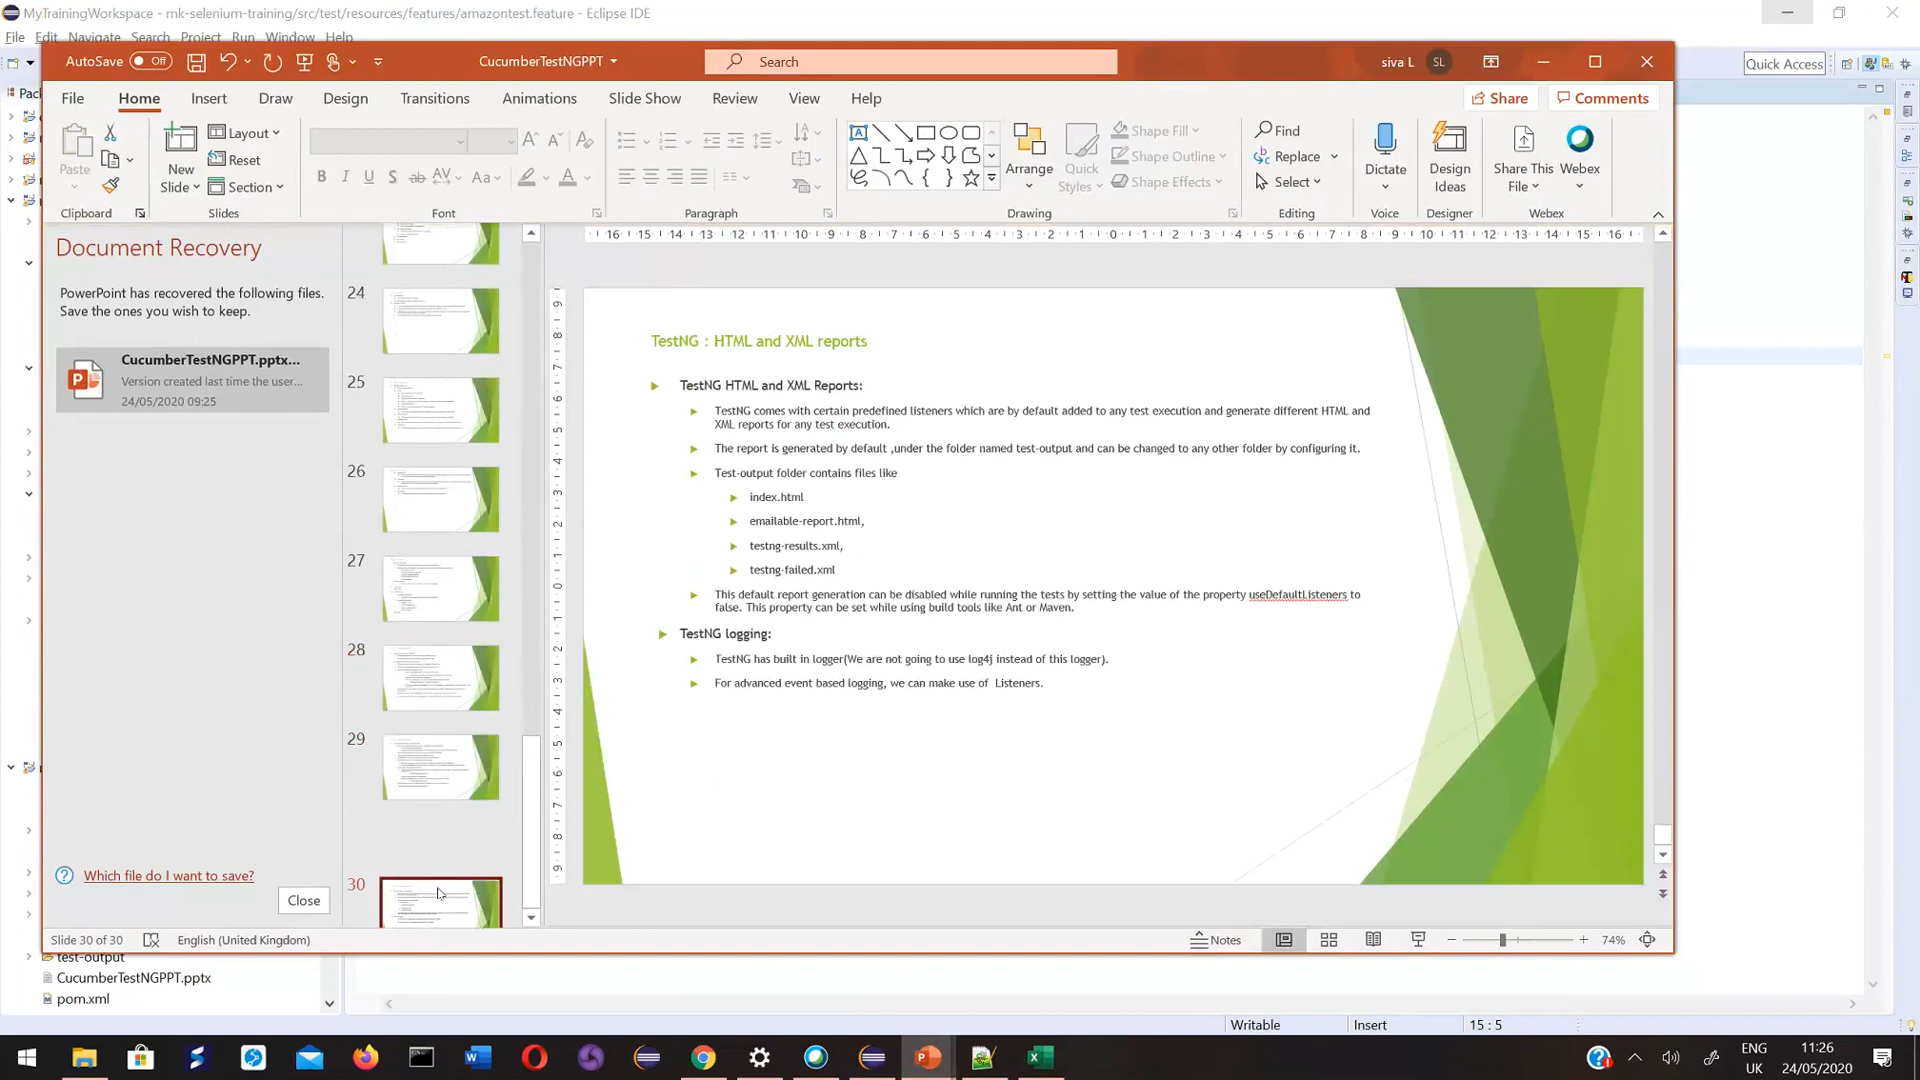 MyTrainingWorkspace - mk-selenium-training/src/test/resources/features/amazontest.feature - Eclipse IDE
File Edit Navigate Search Project Run Window Help
AutoSave Off
CucumberTestNGPPT
Search
siva L SL
Quick Access
File Home Insert Draw Design Transitions Animations Slide Show Review View Help
Share
Comments
Paste
New Slide
Layout
Reset
Section
Arrange
Quick Styles
Shape Fill
Shape Outline
Shape Effects
Find
Replace
Select
Dictate
Design Ideas
Share This File
Webex
Clipboard Slides Font Paragraph Drawing Editing Voice Designer Webex
Document Recovery
PowerPoint has recovered the following files.
Save the ones you wish to keep.
CucumberTestNGPPT.pptx...
Version created last time the user...
24/05/2020 09:25
Which file do I want to save?
Close
24
25
26
27
28
29
30
TestNG : HTML and XML reports
TestNG HTML and XML Reports:
TestNG comes with certain predefined listeners which are by default added to any test execution and generate different HTML and
XML reports for any test execution.
The report is generated by default ,under the folder named test-output and can be changed to any other folder by configuring it.
Test-output folder contains files like
index.html
emailable-report.html,
testng-results.xml,
testng-failed.xml
This default report generation can be disabled while running the tests by setting the value of the property useDefaultListeners to
false. This property can be set while using build tools like Ant or Maven.
TestNG logging:
TestNG has built in logger(We are not going to use log4j instead of this logger).
For advanced event based logging, we can make use of  Listeners.
Slide 30 of 30
English (United Kingdom)
Notes
74%
test-output
CucumberTestNGPPT.pptx
pom.xml
Writable
Insert
15 : 5
ENG
UK
11:26
24/05/2020